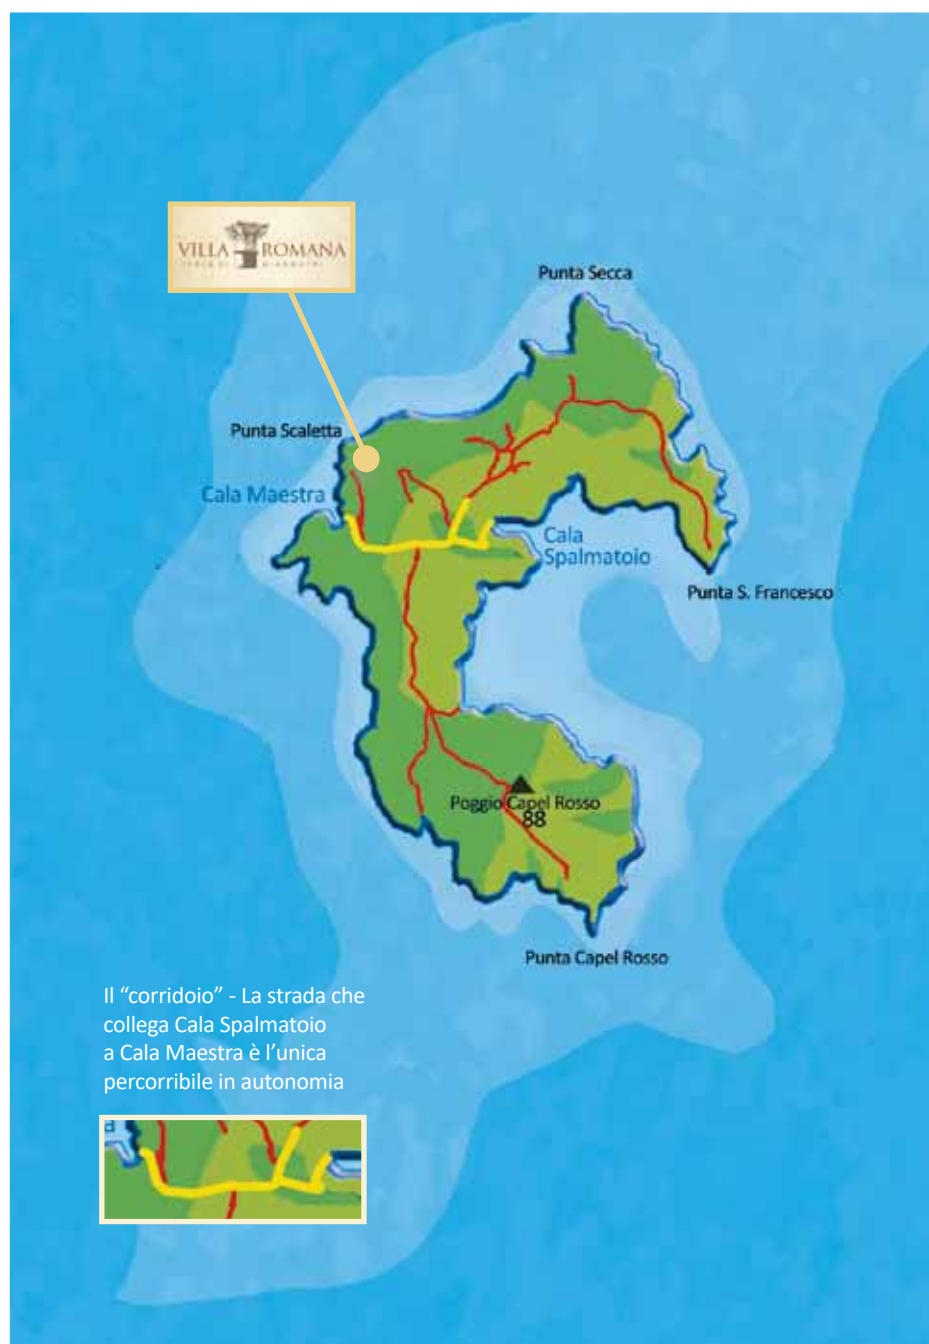 VILLA ROMANA
Punta Secca
Punta Scaletta
Cala Maestra
Cala
Spalmatoio
Punta S. Francesco
Poggio Capel Rosso
88
Punta Capel Rosso
Il “corridoio” - La strada che
collega Cala Spalmatoio
a Cala Maestra è l’unica
percorribile in autonomia